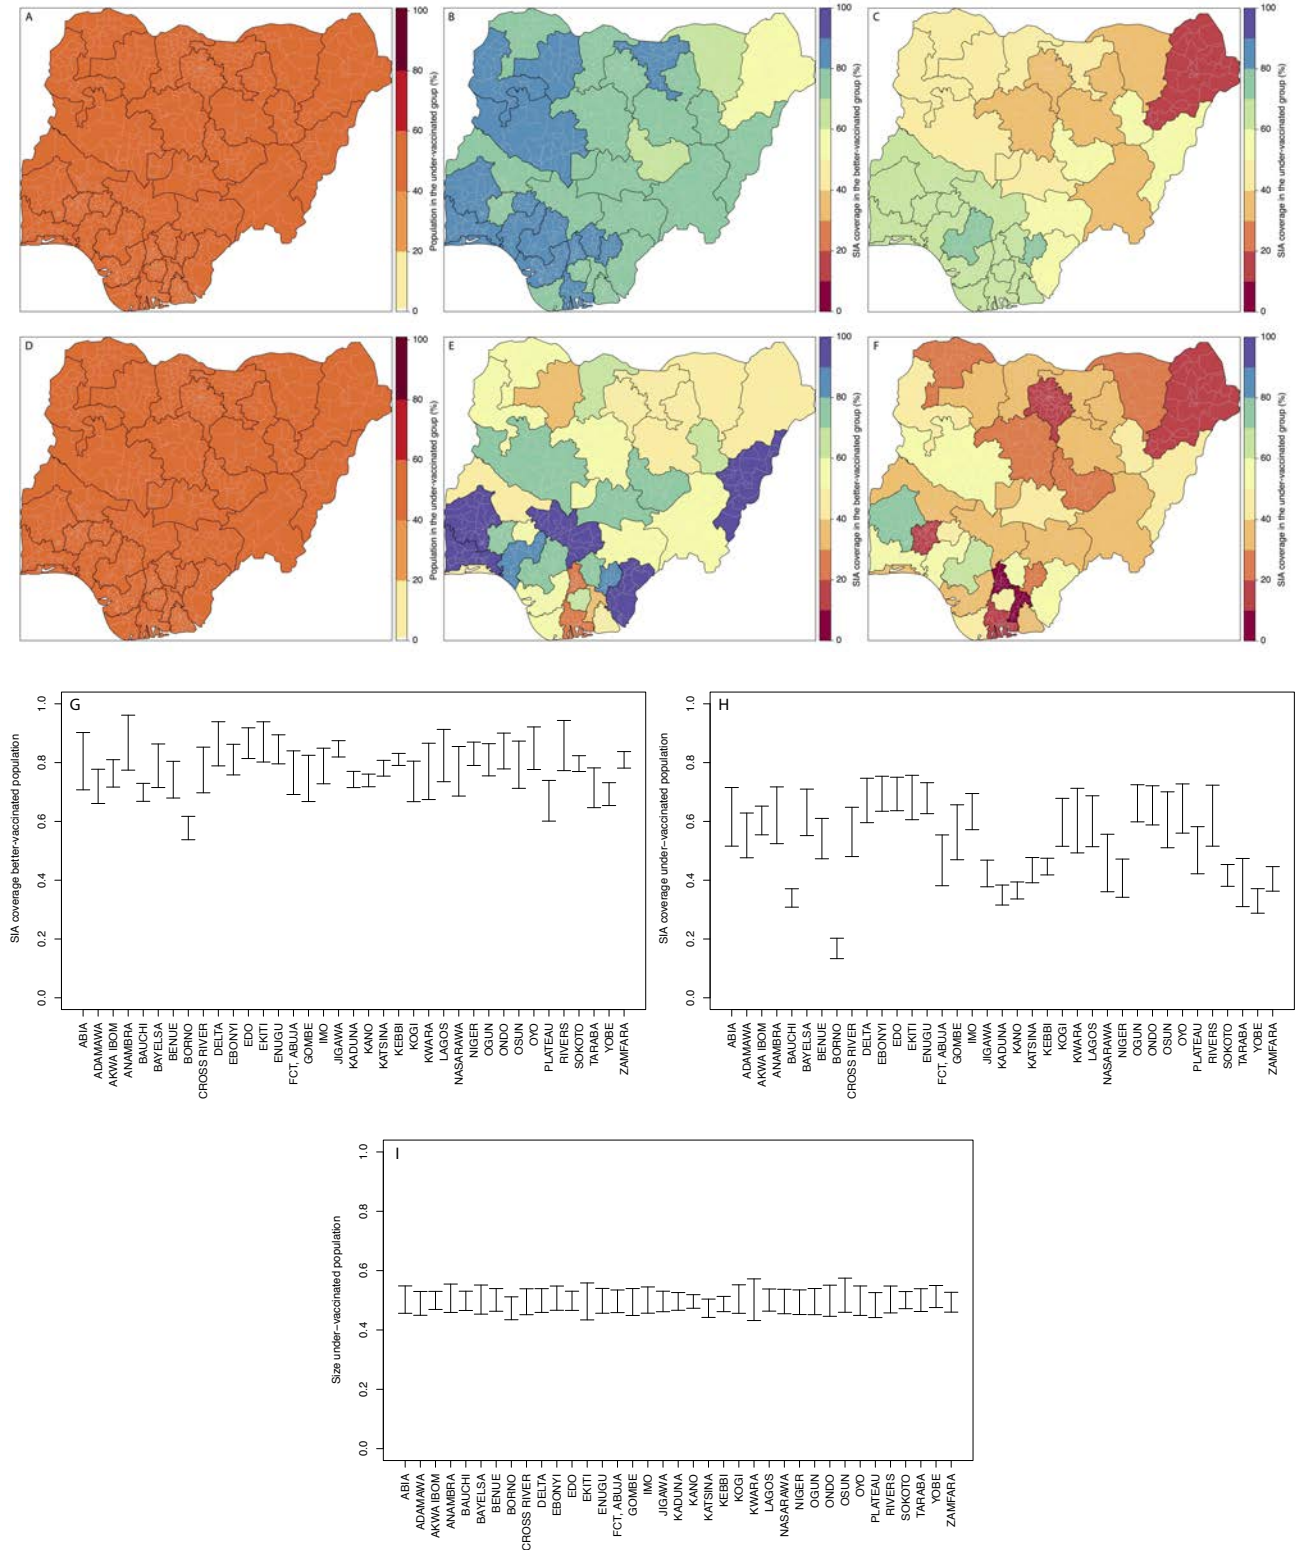 A
100
80
60
40
20
0
Population in the under-vaccinated goup (%)
B
100
80
60
40
20
0
SIA coverage in the better-vaccinated group (%)
C
100
80
60
40
20
0
SIA coverage in the under-vaccinated group (%)
D
100
80
60
40
20
0
Population in the under-vaccinated group (%)
E
100
80
60
40
20
0
SIA coverage in the better-vaccinated group (%)
F
100
80
60
40
20
0
SIA coverage in the under-vaccinated group (%)
G
SIA coverage better-vaccinated population
1.0
0.8
0.6
0.4
0.2
0.0
ABIA
ADAMAWA
AKWA IBOM
ANAMBRA
BAUCHI
BAYELSA
BENUE
BORNO
CROSS RIVER
DELTA
EBONYI
EDO
EKITI
ENUGU
FCT, ABUJA
GOMBE
IMO
JIGAWA
KADUNA
KANO
KATSINA
KEBBI
KOGI
KWARA
LAGOS
NASARAWA
NIGER
OGUN
ONDO
OSUN
OYO
PLATEAU
RIVERS
SOKOTO
TARABA
YOBE
ZAMFARA
H
SIA coverage under−vaccinated population
1.0
0.8
0.6
0.4
0.2
0.0
ABIA
ADAMAWA
AKWA IBOM
ANAMBRA
BAUCHI
BAYELSA
BENUE
BORNO
CROSS RIVER
DELTA
EBONYI
EDO
EKITI
ENUGU
FCT, ABUJA
GOMBE
IMO
JIGAWA
KADUNA
KANO
KATSINA
KEBBI
KOGI
KWARA
LAGOS
NASARAWA
NIGER
OGUN
ONDO
OSUN
OYO
PLATEAU
RIVERS
SOKOTO
TARABA
YOBE
ZAMFARA
I
Size under−vaccinated population
1.0
0.8
0.6
0.4
0.2
0.0
ABIA
ADAMAWA
AKWA IBOM
ANAMBRA
BAUCHI
BAYELSA
BENUE
BORNO
CROSS RIVER
DELTA
EBONYI
EDO
EKITI
ENUGU
FCT, ABUJA
GOMBE
IMO
JIGAWA
KADUNA
KANO
KATSINA
KEBBI
KOGI
KWARA
LAGOS
NASARAWA
NIGER
OGUN
ONDO
OSUN
OYO
PLATEAU
RIVERS
SOKOTO
TARABA
YOBE
ZAMFARA